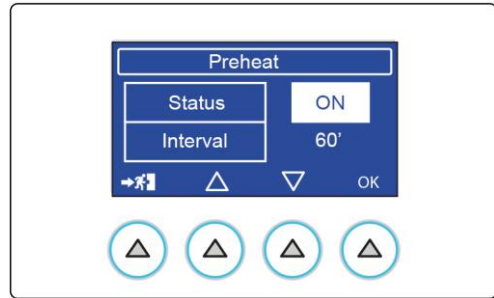 Preheat
Status ON
Interval 60’
OK